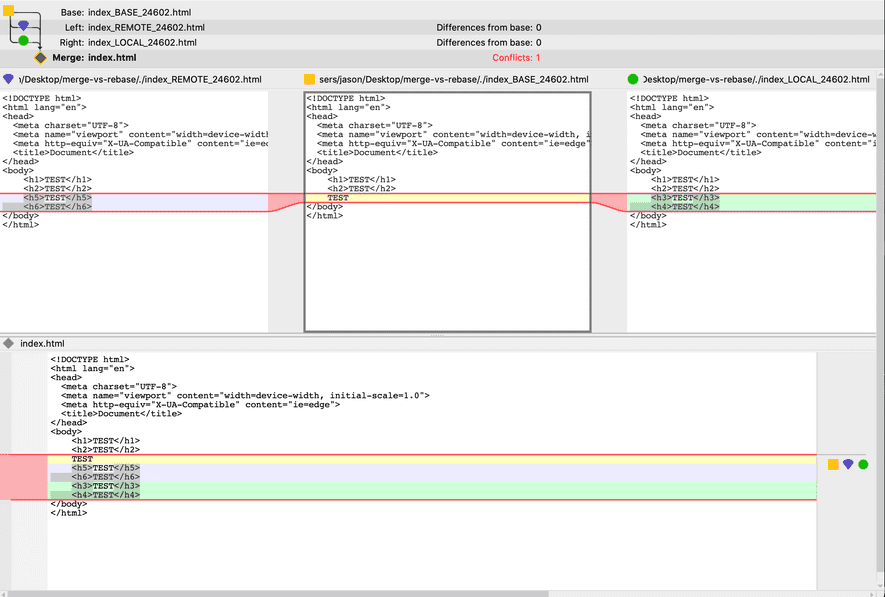 Base: index_BASE_24602.html
Left: index_REMOTE_24602.html Differences from base: 0
Right: index_LOCAL_24602.html Differences from base: 0
Merge: index.html Conflicts: 1
/Desktop/merge-vs-rebase/./index_REMOTE_24602.html
<!DOCTYPE html>
<html lang="en">
<head>
<meta charset="UTF-8">
<meta name="viewport" content="width=device-width
<meta http-equiv="X-UA-Compatible" content="ie=edg
<title>Document</title>
</head>
<body>
<h1>TEST</h1>
<h2>TEST</h2>
<h5>TEST</h5>
<h6>TEST</h6>
</body>
</html>
sers/jason/Desktop/merge-vs-rebase/./index_BASE_24602.html
<!DOCTYPE html>
<html lang="en">
<head>
<meta charset="UTF-8">
<meta name="viewport" content="width=device-width, i
<meta http-equiv="X-UA-Compatible" content="ie=edge"
<title>Document</title>
</head>
<body>
<h1>TEST</h1>
<h2>TEST</h2>
TEST
</body>
</html>
Desktop/merge-vs-rebase/./index_LOCAL_24602.html
<!DOCTYPE html>
<html lang="en">
<head>
<meta charset="UTF-8">
<meta name="viewport" content="width=device-w
<meta http-equiv="X-UA-Compatible" content="i
<title>Document</title>
</head>
<body>
<h1>TEST</h1>
<h2>TEST</h2>
<h3>TEST</h3>
<h4>TEST</h4>
</body>
</html>
index.html
<!DOCTYPE html>
<html lang="en">
<head>
<meta charset="UTF-8">
<meta name="viewport" content="width=device-width, initial-scale=1.0">
<meta http-equiv="X-UA-Compatible" content="ie=edge">
<title>Document</title>
</head>
<body>
<h1>TEST</h1>
<h2>TEST</h2>
TEST
<h5>TEST</h5>
<h6>TEST</h6>
<h3>TEST</h3>
<h4>TEST</h4>
</body>
</html>